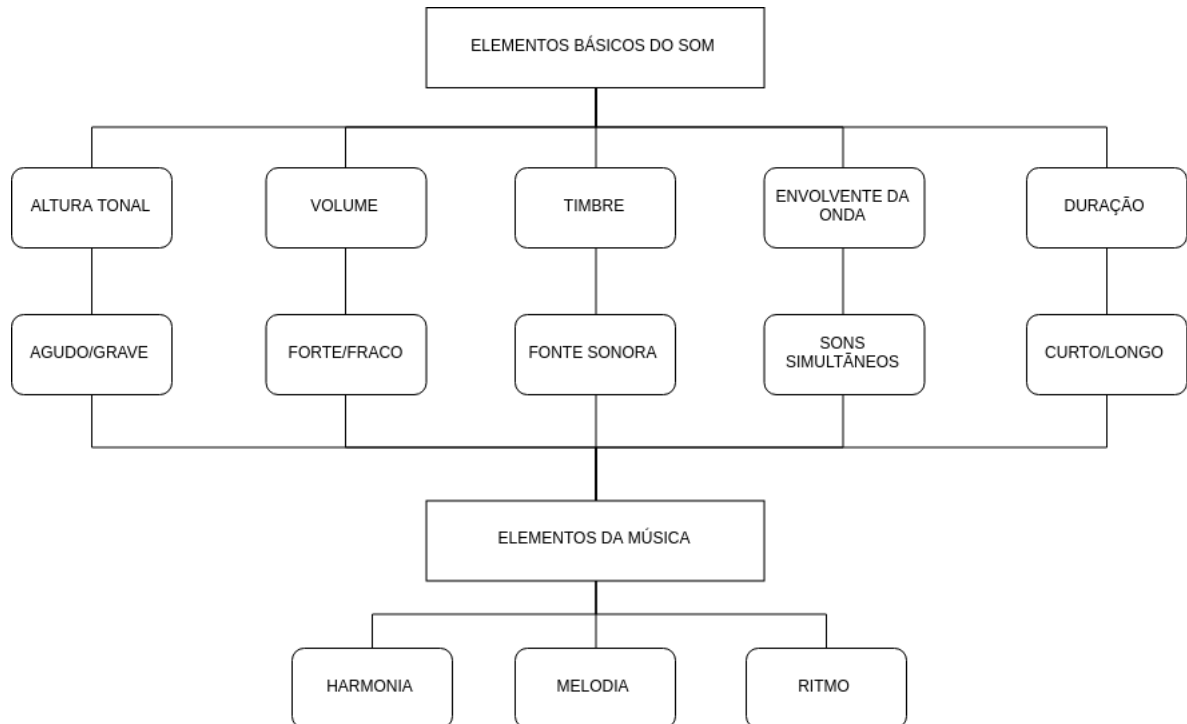 ELEMENTOS BÁSICOS DO SOM
ALTURA TONAL
VOLUME
TIMBRE
ENVOLVENTE DA
ONDA
DURAÇÃO
AGUDO/GRAVE
FORTE/FRACO
FONTE SONORA
SONS
SIMULTÃNEOS
CURTO/LONGO
ELEMENTOS DA MÚSICA
HARMONIA
MELODIA
RITMO